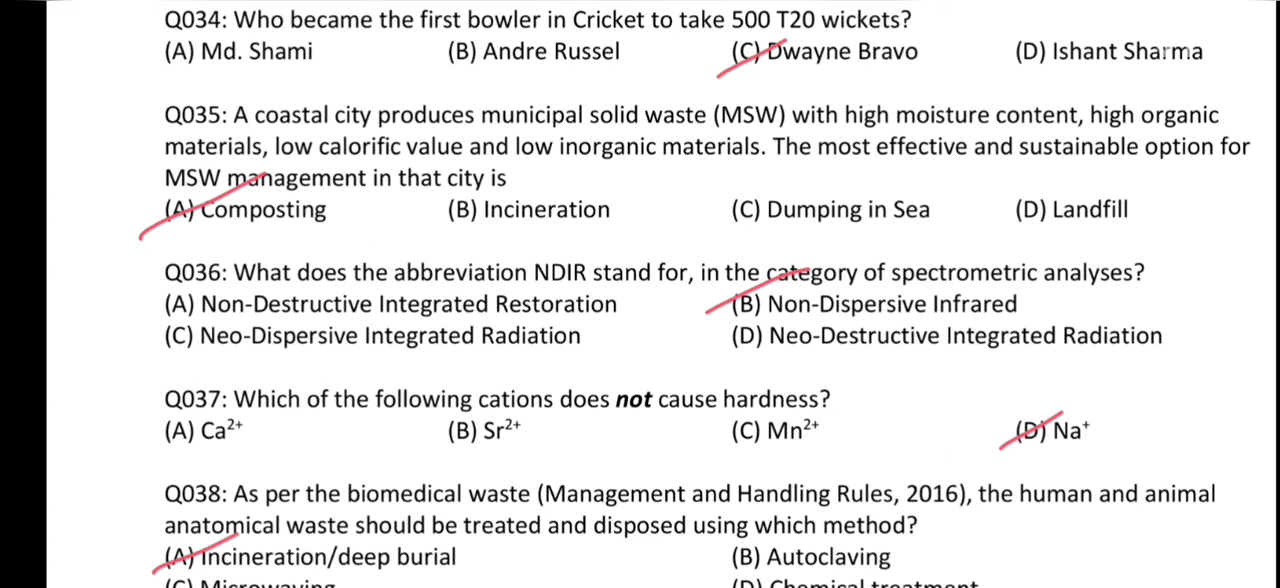 Q034: Who became the first bowler in Cricket to take 500 T20 wickets?
(A) Md. Shami (B) Andre Russel (C) Dwayne Bravo (D) Ishant Sharma
Q035: A coastal city produces municipal solid waste (MSW) with high moisture content, high organic
materials, low calorific value and low inorganic materials. The most effective and sustainable option for
MSW management in that city is
(A) Composting (B) Incineration (C) Dumping in Sea (D) Landfill
Q036: What does the abbreviation NDIR stand for, in the category of spectrometric analyses?
(A) Non-Destructive Integrated Restoration (B) Non-Dispersive Infrared
(C) Neo-Dispersive Integrated Radiation (D) Neo-Destructive Integrated Radiation
Q037: Which of the following cations does not cause hardness?
(A) Ca²⁺ (B) Sr²⁺ (C) Mn²⁺ (D) Na⁺
Q038: As per the biomedical waste (Management and Handling Rules, 2016), the human and animal
anatomical waste should be treated and disposed using which method?
(A) Incineration/deep burial (B) Autoclaving
(C) Microwaving (D) Chemical treatment